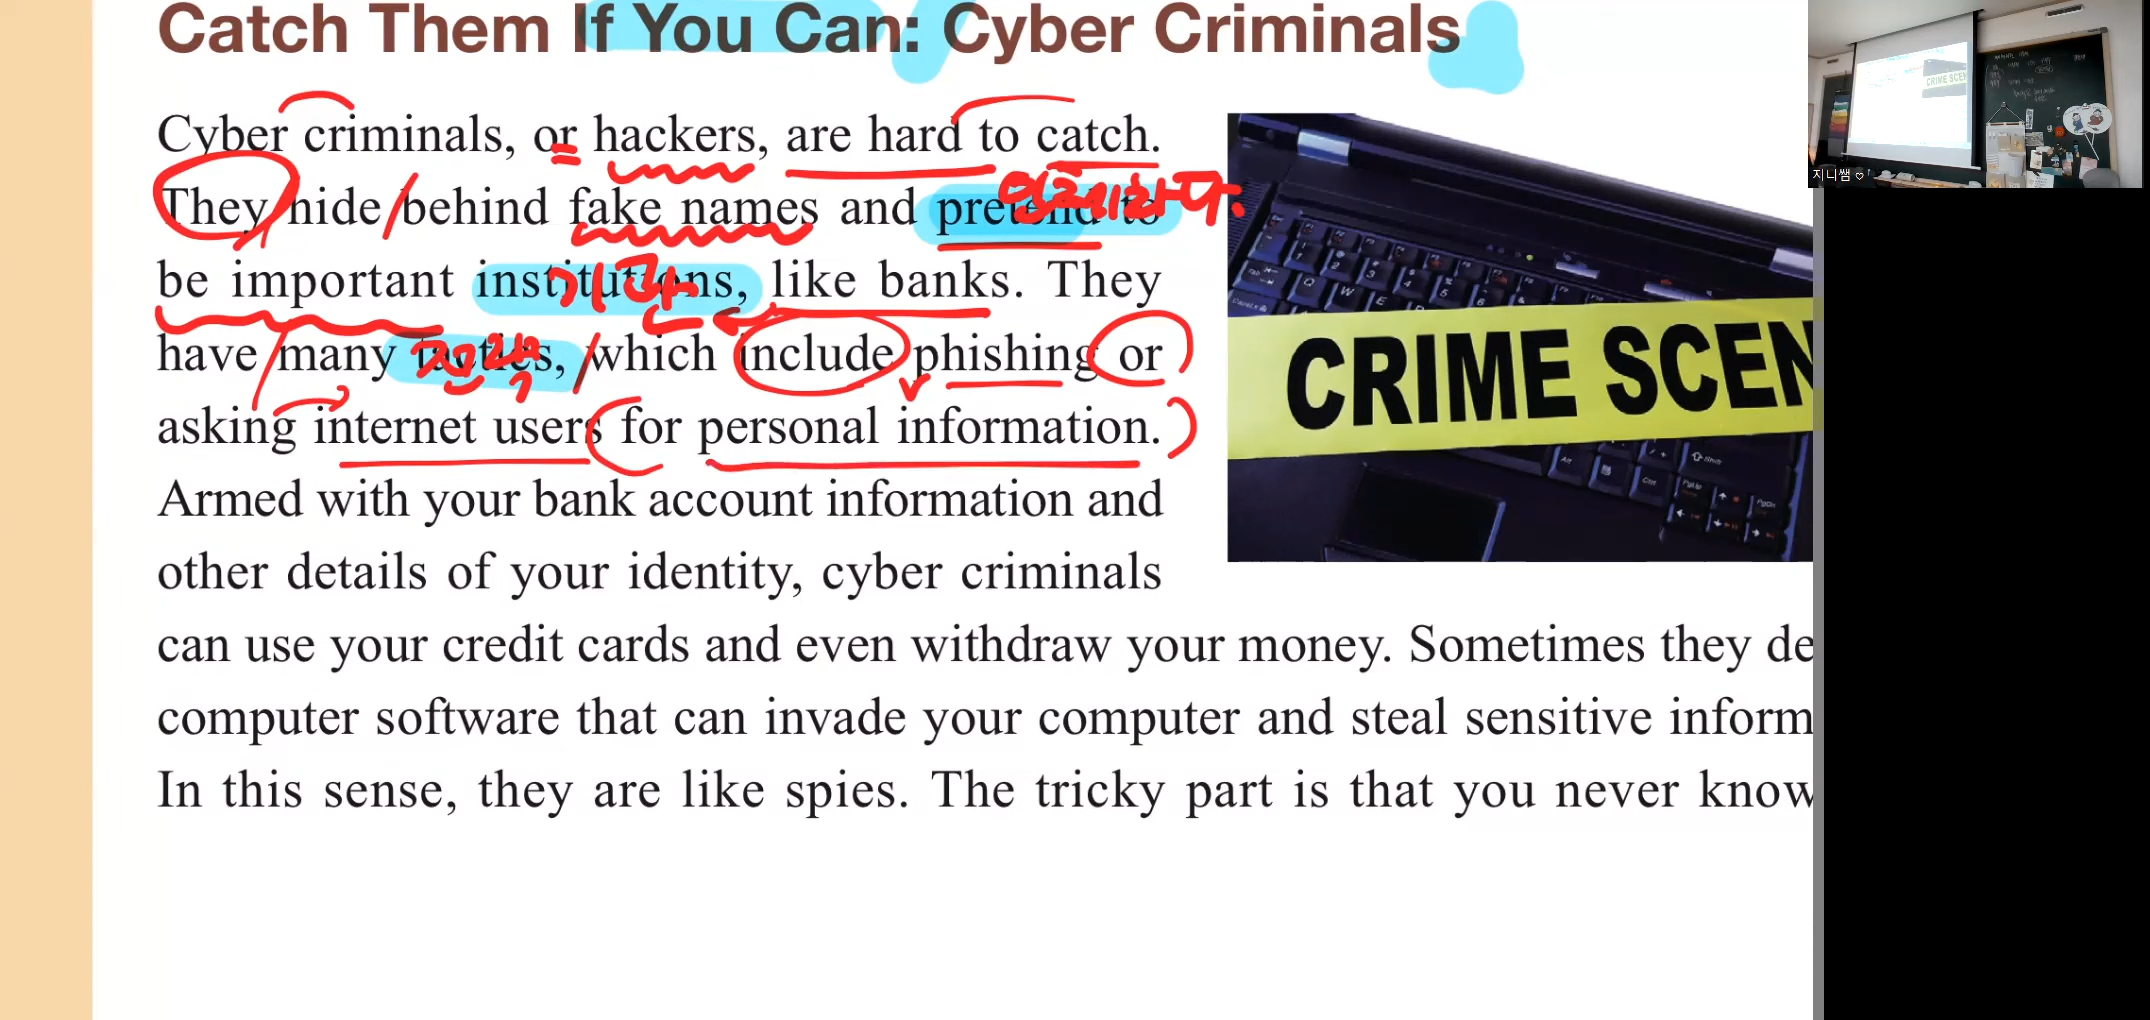 Catch Them If You Can: Cyber Criminals
Cyber criminals, or hackers, are hard to catch.
They hide behind fake names and pretend to
be important institutions, like banks. They
have many tactics, which include phishing or
asking internet users for personal information.
Armed with your bank account information and
other details of your identity, cyber criminals
can use your credit cards and even withdraw your money. Sometimes they de
computer software that can invade your computer and steal sensitive inform
In this sense, they are like spies. The tricky part is that you never know
기관
전략
CRIME SCEN
지니쌤♡
CRIME SCEN